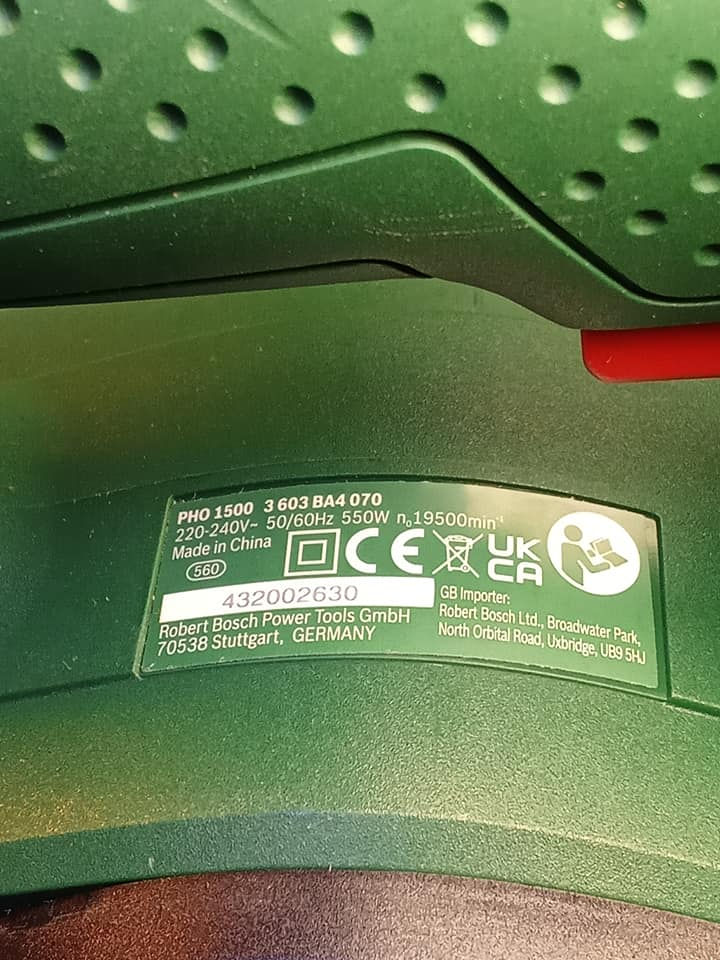 PHO 1500 3 603 BA4 070
220-240V~ 50/60Hz 550W n₀19500min⁻¹
Made in China
560
UK
CA
432002630
Robert Bosch Power Tools GmbH
70538 Stuttgart, GERMANY
GB Importer:
Robert Bosch Ltd., Broadwater Park,
North Orbital Road, Uxbridge, UB9 5HJ